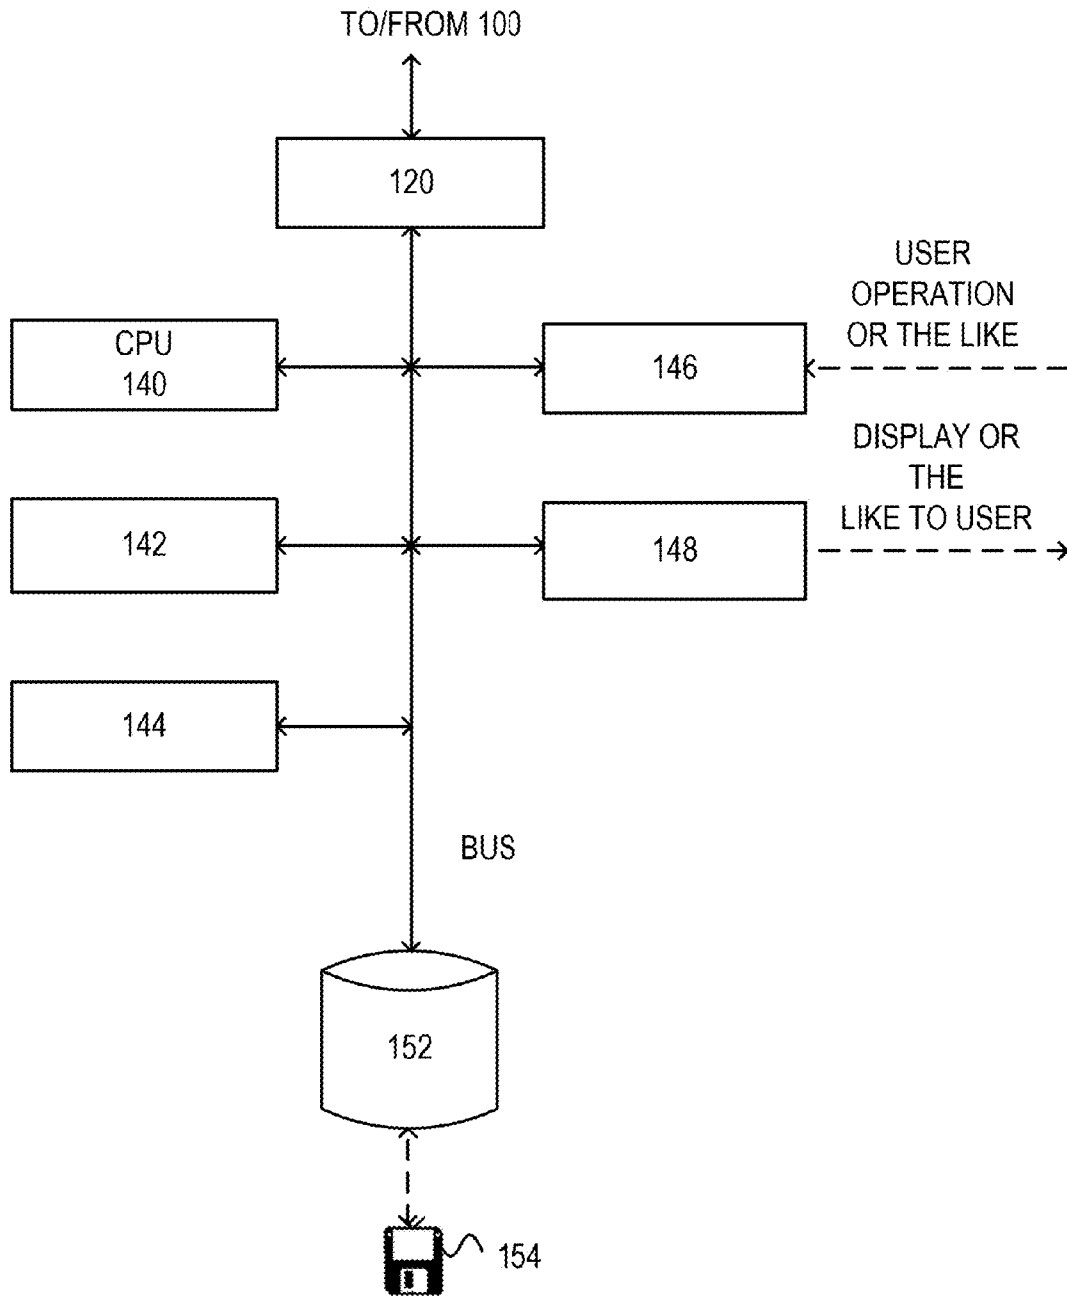 TO/FROM 100
120
USER
OPERATION
OR THE LIKE
CPU
140
146
DISPLAY OR
THE
LIKE TO USER
142
148
144
BUS
152
154